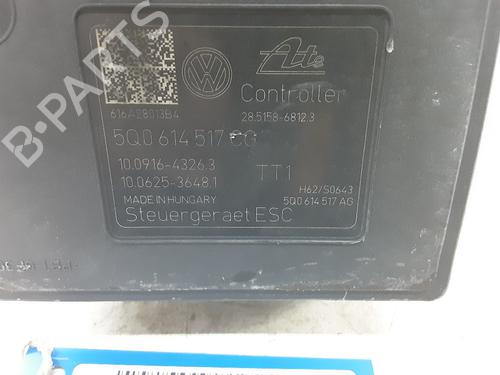 B-PARTS
Ate
Controller
616A28013B4
28.5158-6812.3
5Q0 614 517 CG
10.0916-4326.3
TT1
10.0625-3648.1
H62/S0643
MADE IN HUNGARY
5Q0 614 517 AG
Steuergeraet ESC